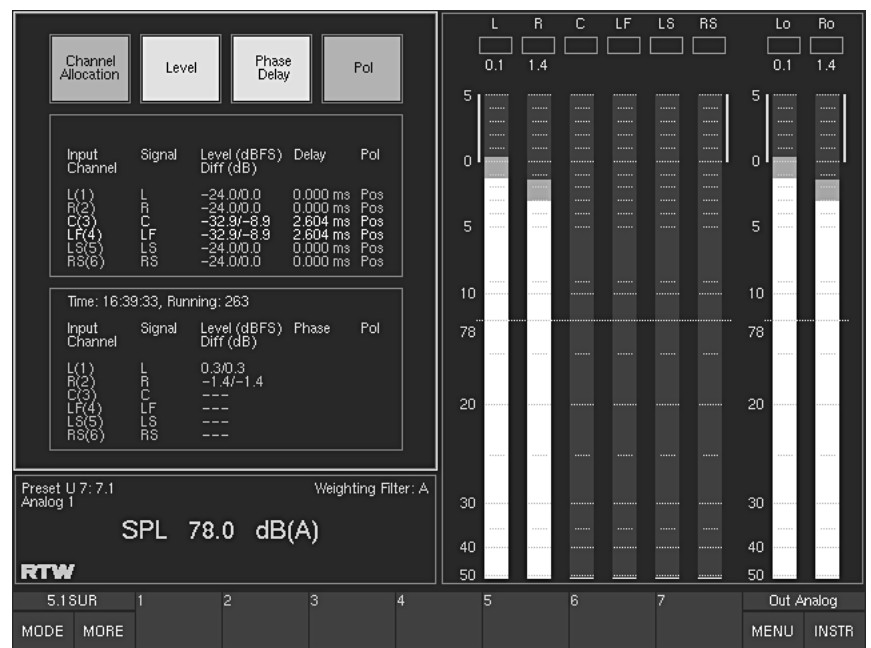 Channel Allocation
Level
Phase Delay
Pol
Input Channel Signal Level (dBFS) Diff (dB) Delay Pol
L(1) L -24.0/0.0 0.000 ms Pos
R(2) R -24.0/0.0 0.000 ms Pos
C(3) C -32.9/-8.9 2.604 ms Pos
LF(4) LF -32.9/-8.9 2.604 ms Pos
LS(5) LS -24.0/0.0 0.000 ms Pos
RS(6) RS -24.0/0.0 0.000 ms Pos
Time: 16:39:33, Running: 263
Input Channel Signal Level (dBFS) Diff (dB) Phase Pol
L(1) L 0.3/0.3
R(2) R -1.4/-1.4
C(3) C ---
LF(4) LF ---
LS(5) LS ---
RS(6) RS ---
Preset U 7: 7.1 Weighting Filter: A
Analog 1
SPL 78.0 dB(A)
RTW
L R C LF LS RS Lo Ro
0.1 1.4 0.1 1.4
5 5
0 0
5 5
10 10
78 78
20 20
30 30
40 40
50 50
5.1SUR 1 2 3 4 5 6 7 Out Analog
MODE MORE MENU INSTR